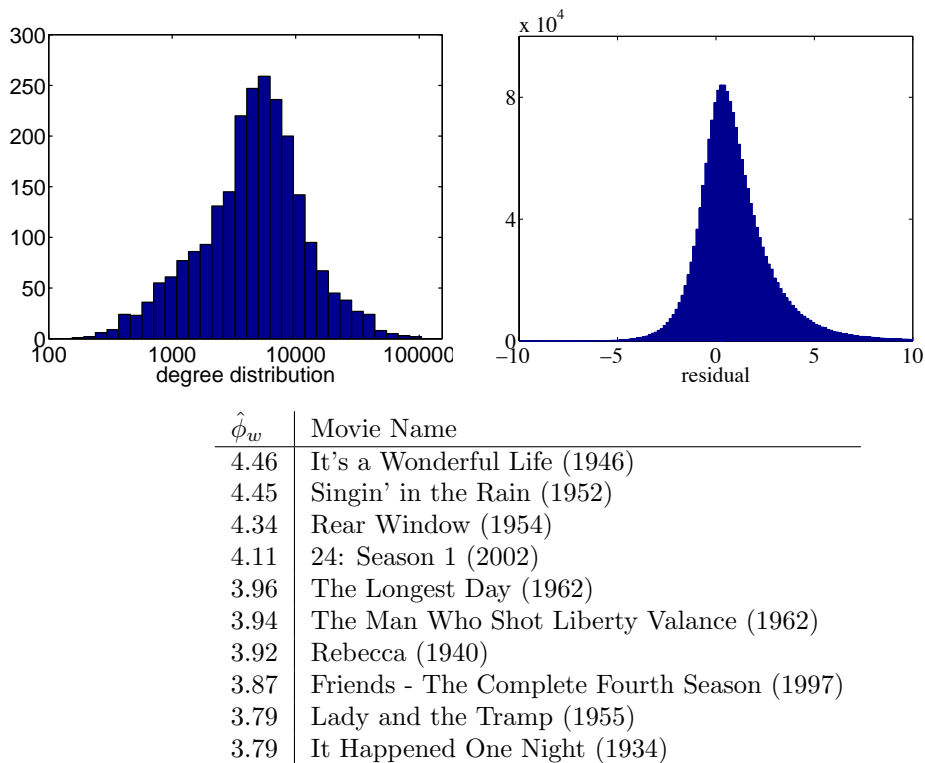 300
250
200
150
100
50
0
100 1000 10000 100000
degree distribution
x 10^4
8
4
0
−10 −5 0 5 10
residual
\hat{\phi}_w Movie Name
4.46 It's a Wonderful Life (1946)
4.45 Singin' in the Rain (1952)
4.34 Rear Window (1954)
4.11 24: Season 1 (2002)
3.96 The Longest Day (1962)
3.94 The Man Who Shot Liberty Valance (1962)
3.92 Rebecca (1940)
3.87 Friends - The Complete Fourth Season (1997)
3.79 Lady and the Tramp (1955)
3.79 It Happened One Night (1934)